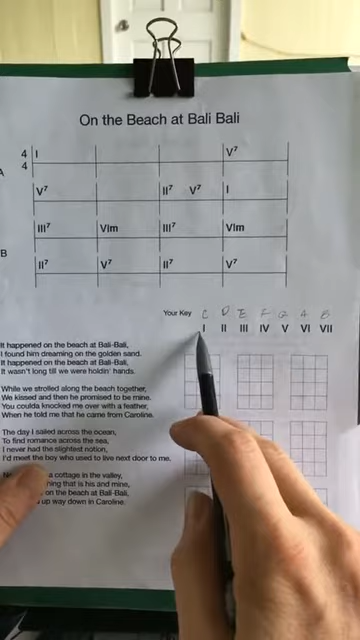 On the Beach at Bali Bali
4 I V7
4
A
V7 II7 V7 I
III7 VIm III7 VIm
B
II7 V7 II7 V7
Your Key C D E F G A B
I II III IV V VI VII
It happened on the beach at Bali-Bali,
I found him dreaming on the golden sand.
It happened on the beach at Bali-Bali,
It wasn't long till we were holdin' hands.
While we strolled along the beach together,
We kissed and then he promised to be mine.
You coulda knocked me over with a feather,
When he told me that he came from Caroline.
The day I sailed across the ocean,
To find romance across the sea,
I never had the slightest notion,
I'd meet the boy who used to live next door to me.
a cottage in the valley,
hing that is his and mine,
on the beach at Bali-Bali,
up way down in Caroline.